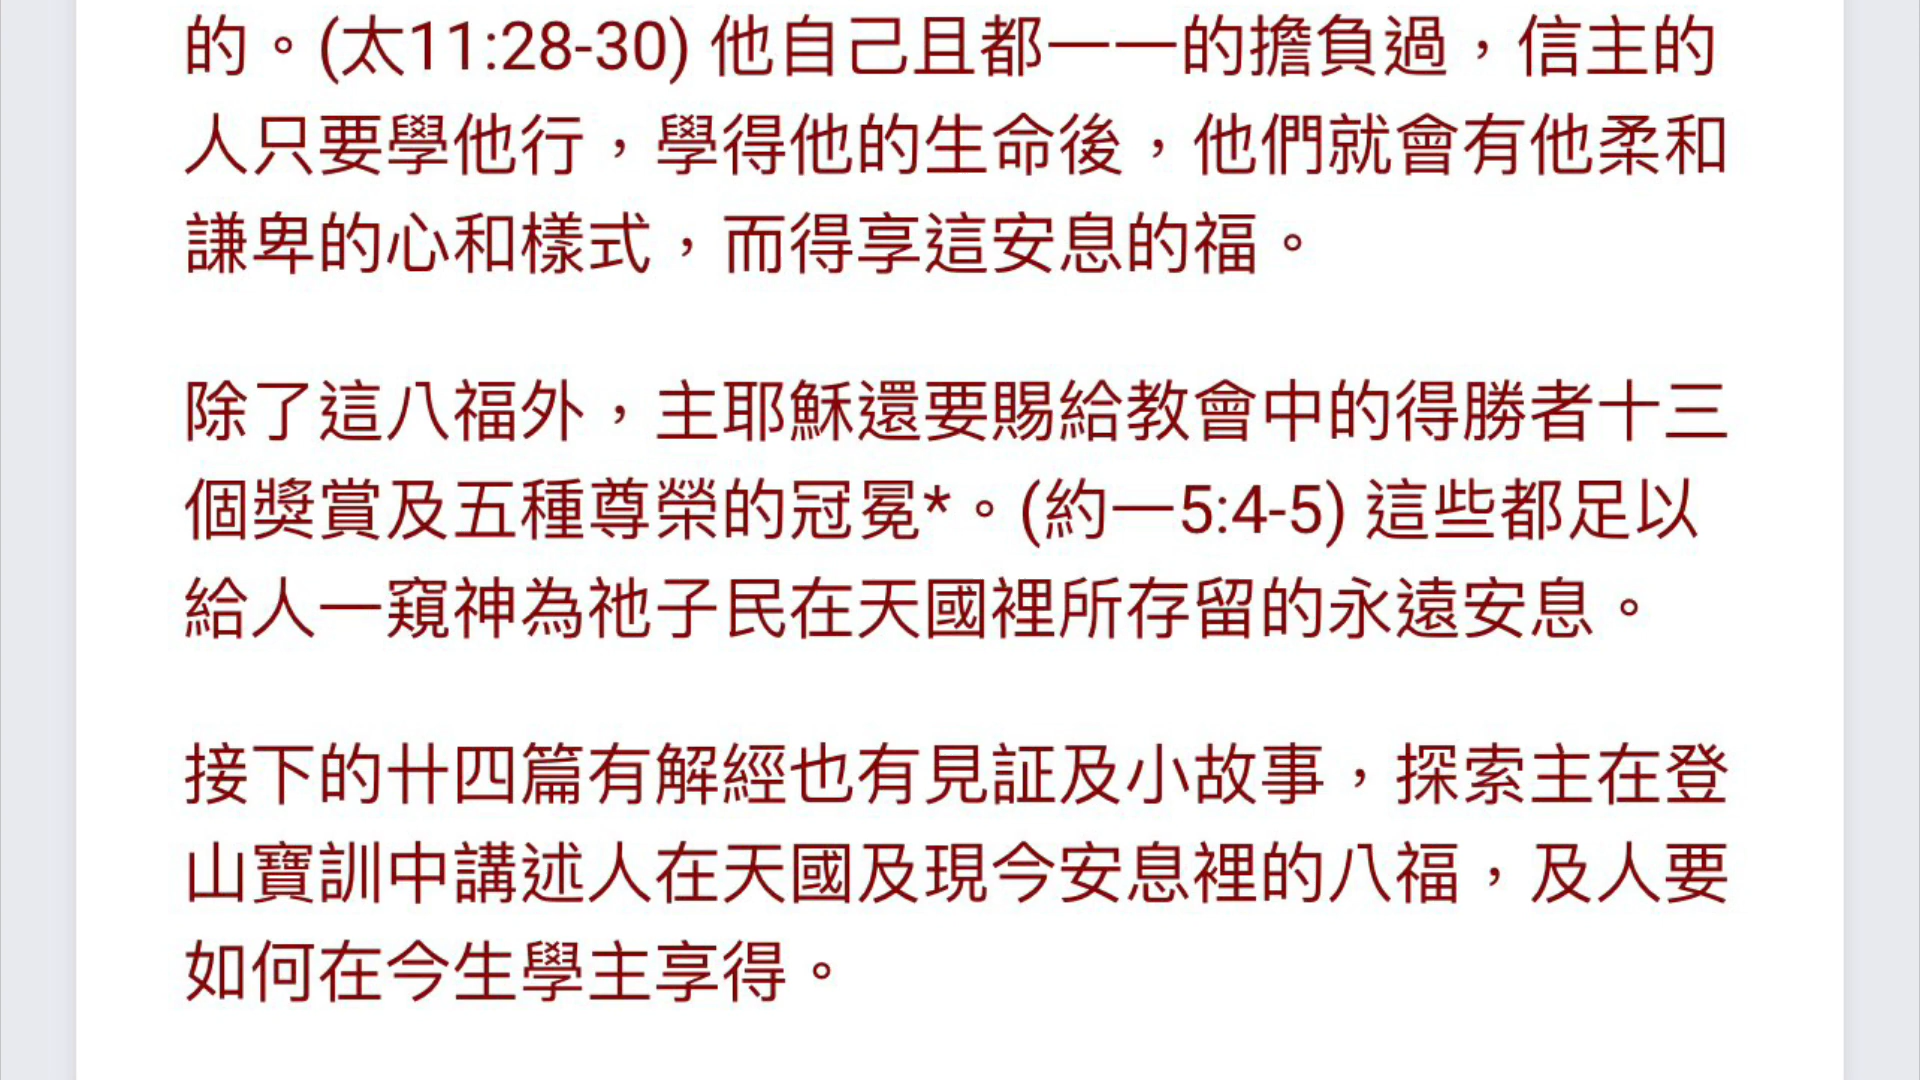 的。(太11:28-30) 他自己且都一一的擔負過，信主的
人只要學他行，學得他的生命後，他們就會有他柔和
謙卑的心和樣式，而得享這安息的福。
除了這八福外，主耶穌還要賜給教會中的得勝者十三
個獎賞及五種尊榮的冠冕*。(約一5:4-5) 這些都足以
給人一窺神為祂子民在天國裡所存留的永遠安息。
接下的廿四篇有解經也有見証及小故事，探索主在登
山寶訓中講述人在天國及現今安息裡的八福，及人要
如何在今生學主享得。